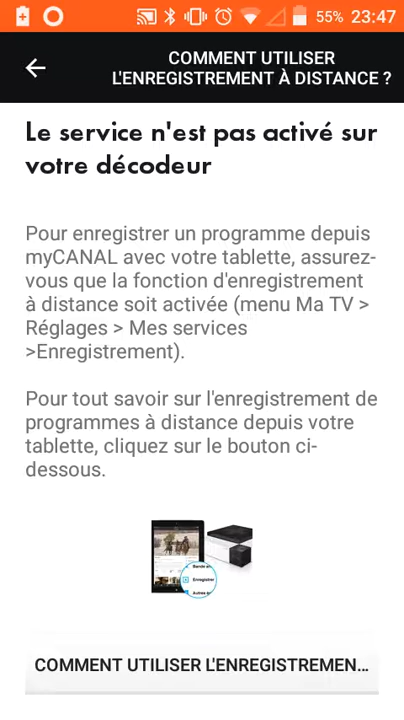 55% 23:47
COMMENT UTILISER
L'ENREGISTREMENT À DISTANCE ?
Le service n'est pas activé sur
votre décodeur
Pour enregistrer un programme depuis
myCANAL avec votre tablette, assurez-
vous que la fonction d'enregistrement
à distance soit activée (menu Ma TV >
Réglages > Mes services
>Enregistrement).
Pour tout savoir sur l'enregistrement de
programmes à distance depuis votre
tablette, cliquez sur le bouton ci-
dessous.
Enregistrer
COMMENT UTILISER L'ENREGISTREMEN...